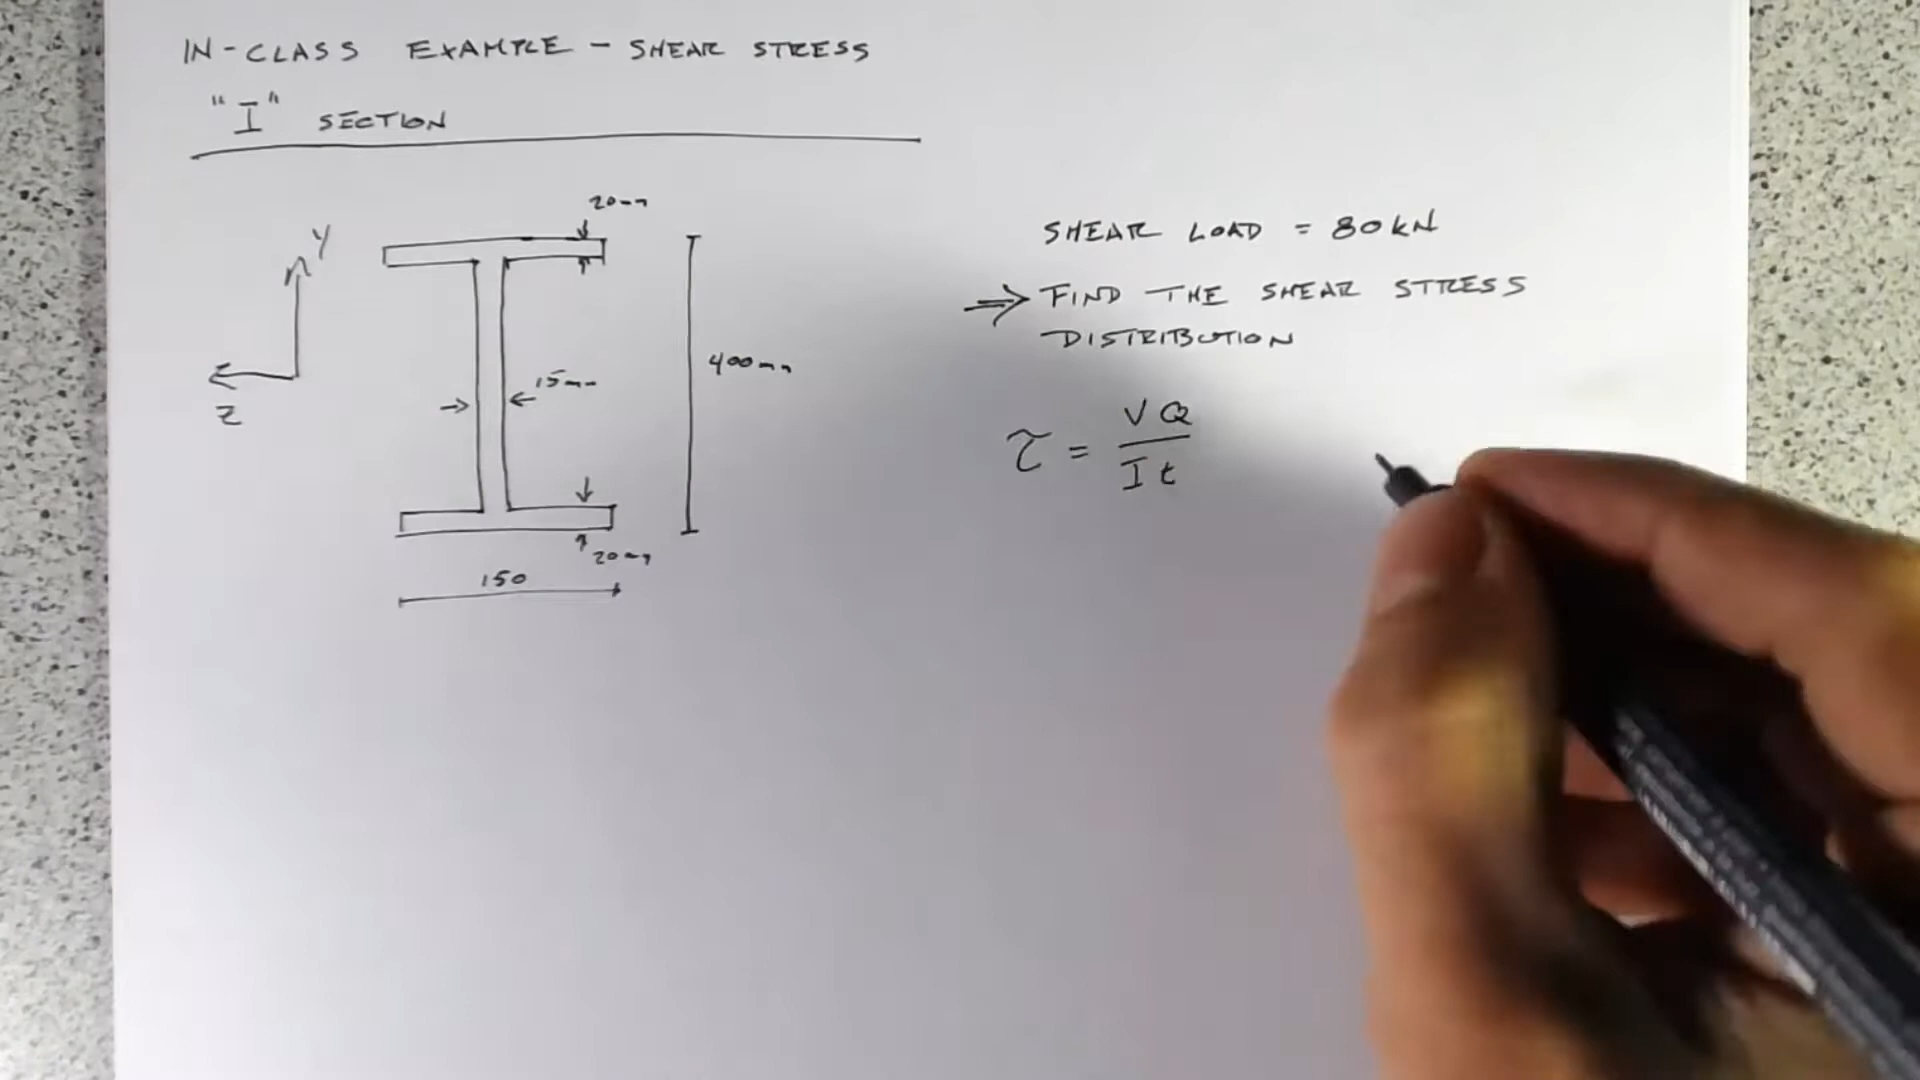 IN-CLASS EXAMPLE - SHEAR STRESS
"I" SECTION
20mm
Y
SHEAR LOAD = 80kN
⇒ FIND THE SHEAR STRESS
DISTRIBUTION
400mm
15mm
Z
τ = VQ / It
20mm
150